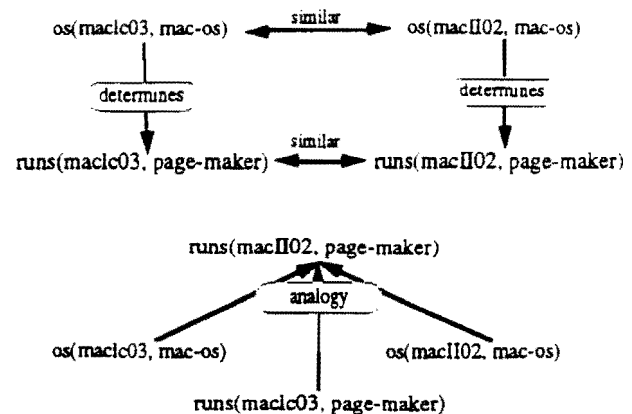 similar
os(maclc03, mac-os) os(macII02, mac-os)
determines determines
similar
runs(maclc03, page-maker) runs(macII02, page-maker)
runs(macII02, page-maker)
analogy
os(maclc03, mac-os) os(macII02, mac-os)
runs(maclc03, page-maker)